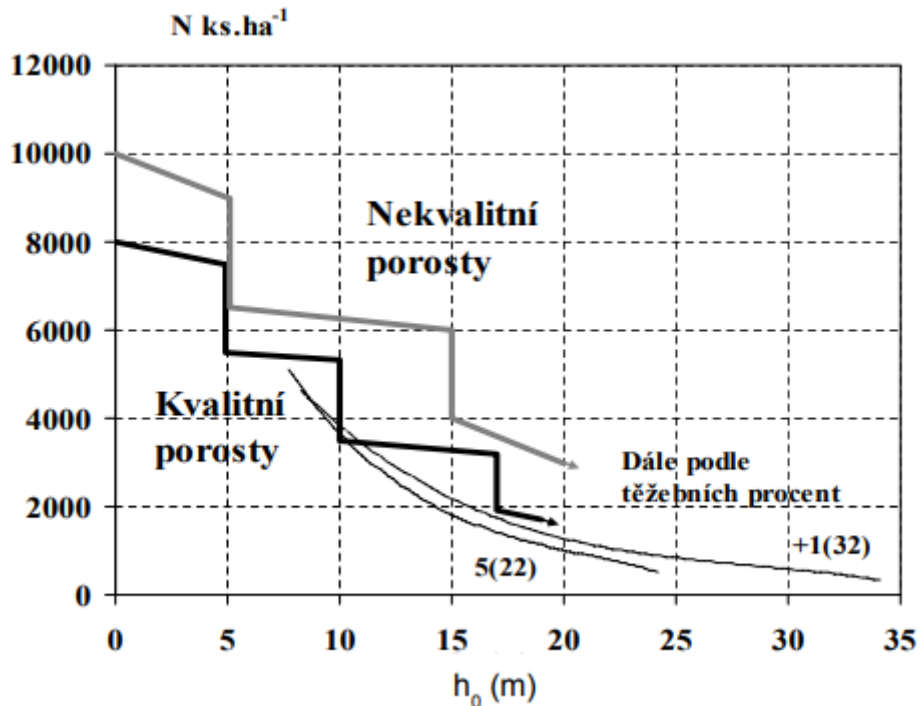 N ks.ha⁻¹
12000
10000
8000
6000
4000
2000
0
Nekvalitní
porosty
Kvalitní
porosty
Dále podle
těžebních procent
+1(32)
5(22)
0 5 10 15 20 25 30 35
h₀ (m)